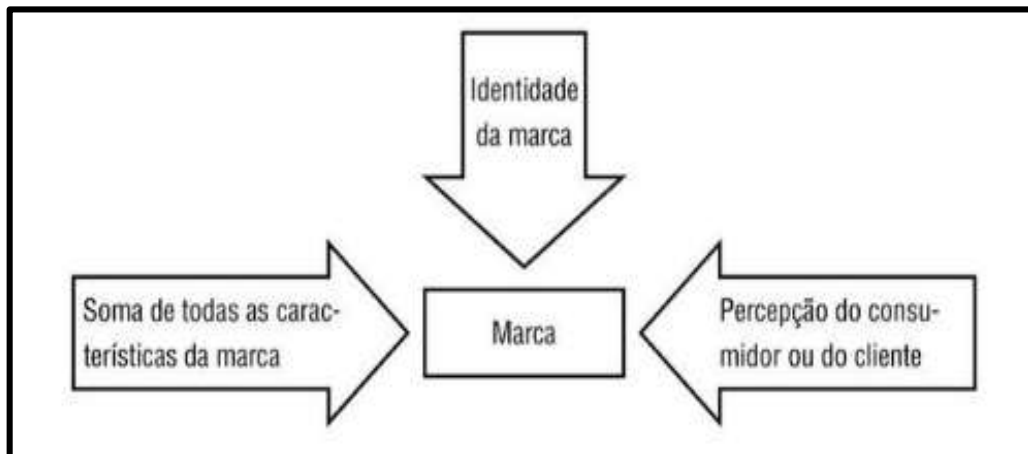 Identidade
da marca
Soma de todas as carac-
terísticas da marca
Marca
Percepção do consu-
midor ou do cliente